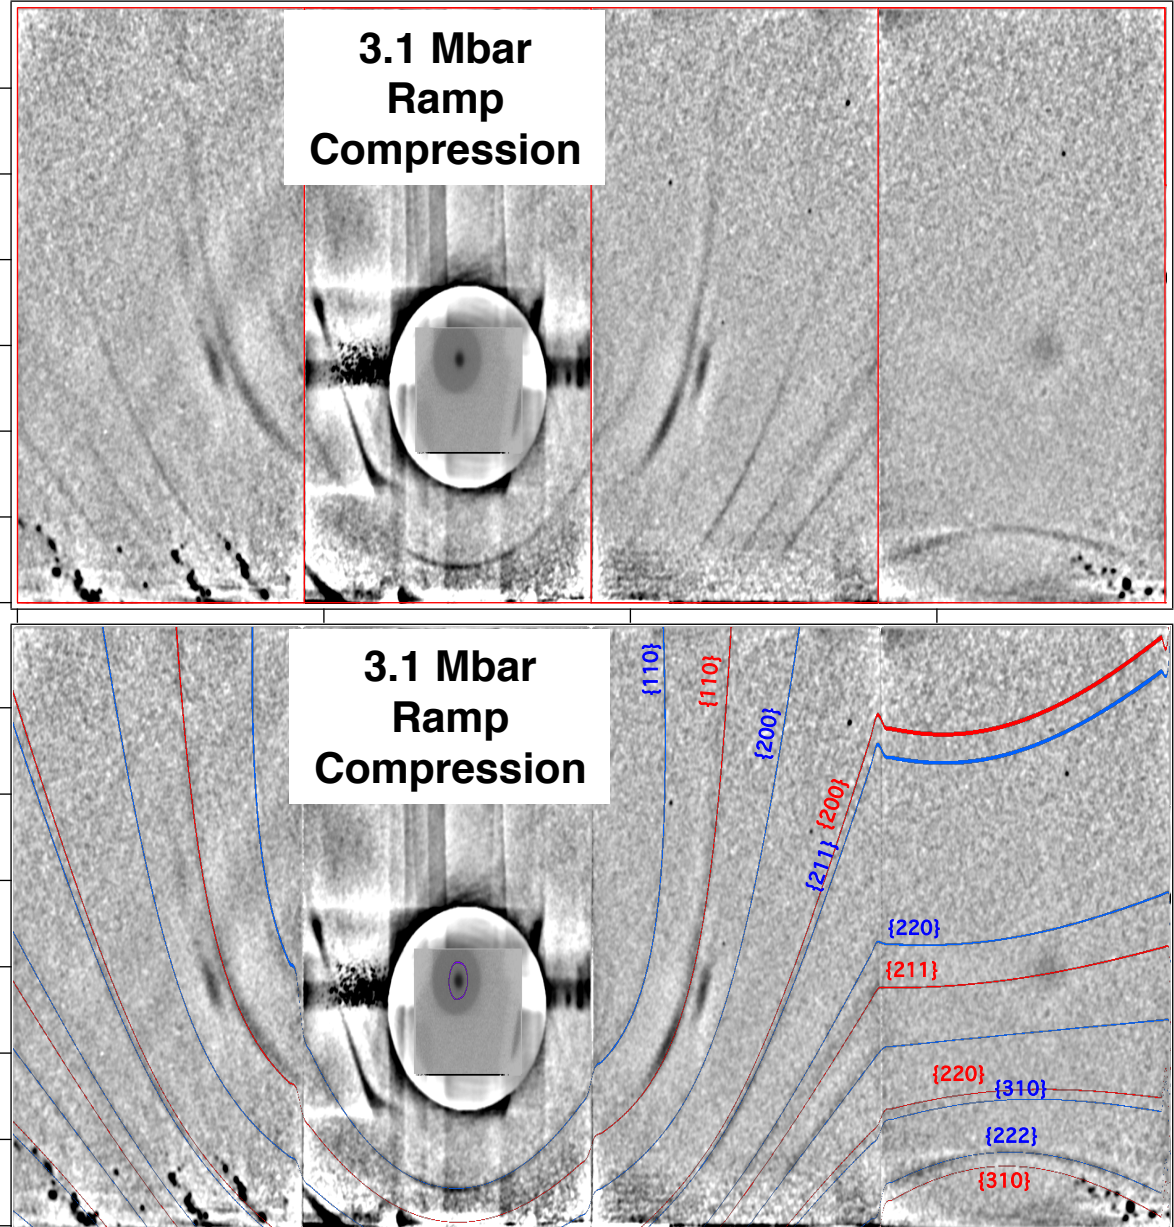 3.1 Mbar
Ramp
Compression
3.1 Mbar
Ramp
Compression
{110}
{110}
{200}
{200}
{211}
{220}
{211}
{220}
{310}
{222}
{310}